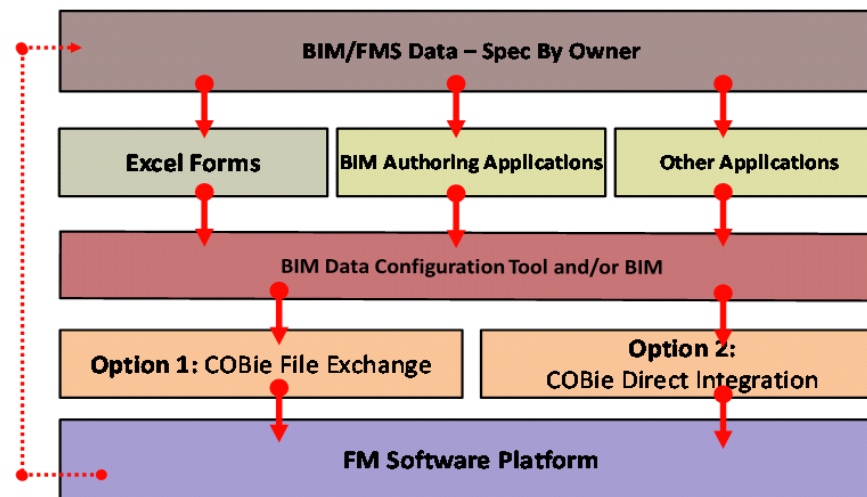 BIM/FMS Data – Spec By Owner
Excel Forms
BIM Authoring Applications
Other Applications
BIM Data Configuration Tool and/or BIM
Option 1: COBie File Exchange
Option 2:
COBie Direct Integration
FM Software Platform